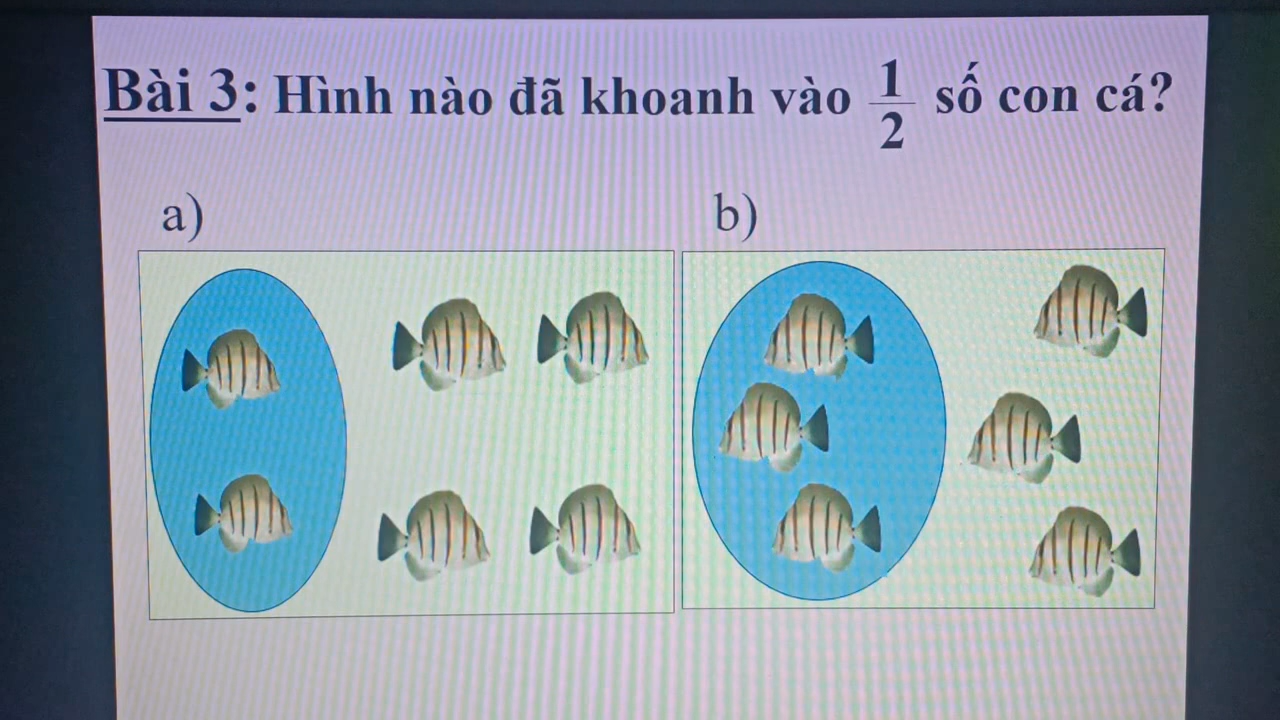 Bài 3: Hình nào đã khoanh vào 1/2 số con cá?
a)
b)